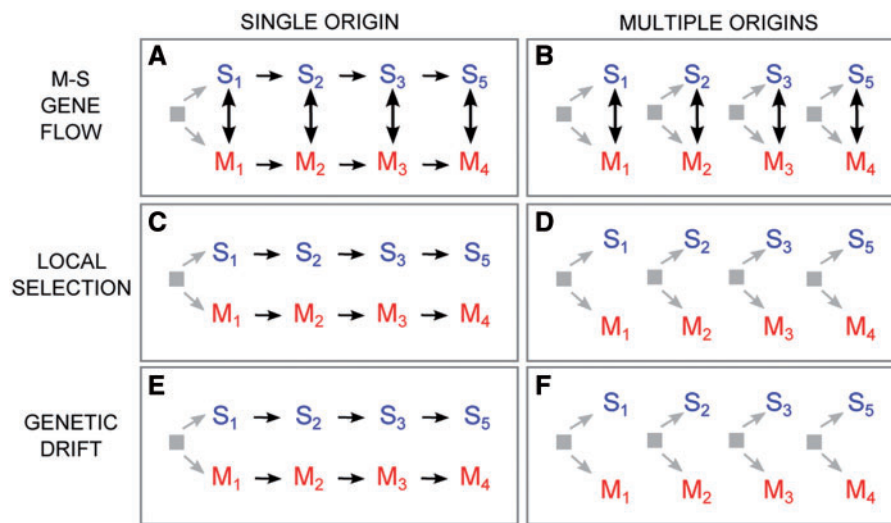 SINGLE ORIGIN MULTIPLE ORIGINS
M-S
GENE
FLOW
A
S1 S2 S3 S5
M1 M2 M3 M4
B
S1 S2 S3 S5
M1 M2 M3 M4
LOCAL
SELECTION
C
S1 S2 S3 S5
M1 M2 M3 M4
D
S1 S2 S3 S5
M1 M2 M3 M4
GENETIC
DRIFT
E
S1 S2 S3 S5
M1 M2 M3 M4
F
S1 S2 S3 S5
M1 M2 M3 M4